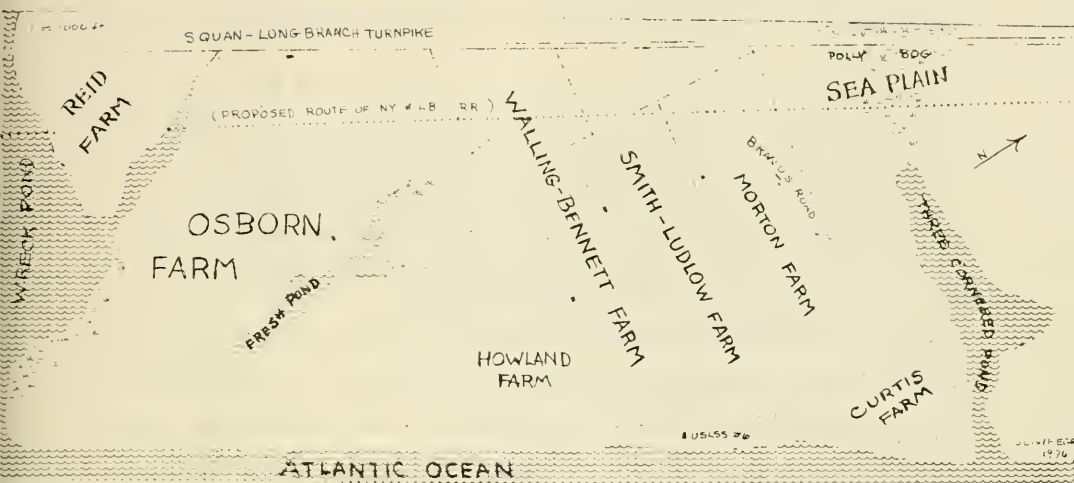 SQUAN-LONG BRANCH TURNPIKE
POLLY BOG
SEA PLAIN
REID
FARM
(PROPOSED ROUTE OF NY & LB RR)
WALLING-BENNETT FARM
SMITH-LUDLOW FARM
MORTON FARM
ROAD
N
WRECK POND
OSBORN
FARM
FRESH POND
THREE CORNERED POND
HOWLAND
FARM
CURTIS
FARM
USLSS #6
1976
ATLANTIC OCEAN